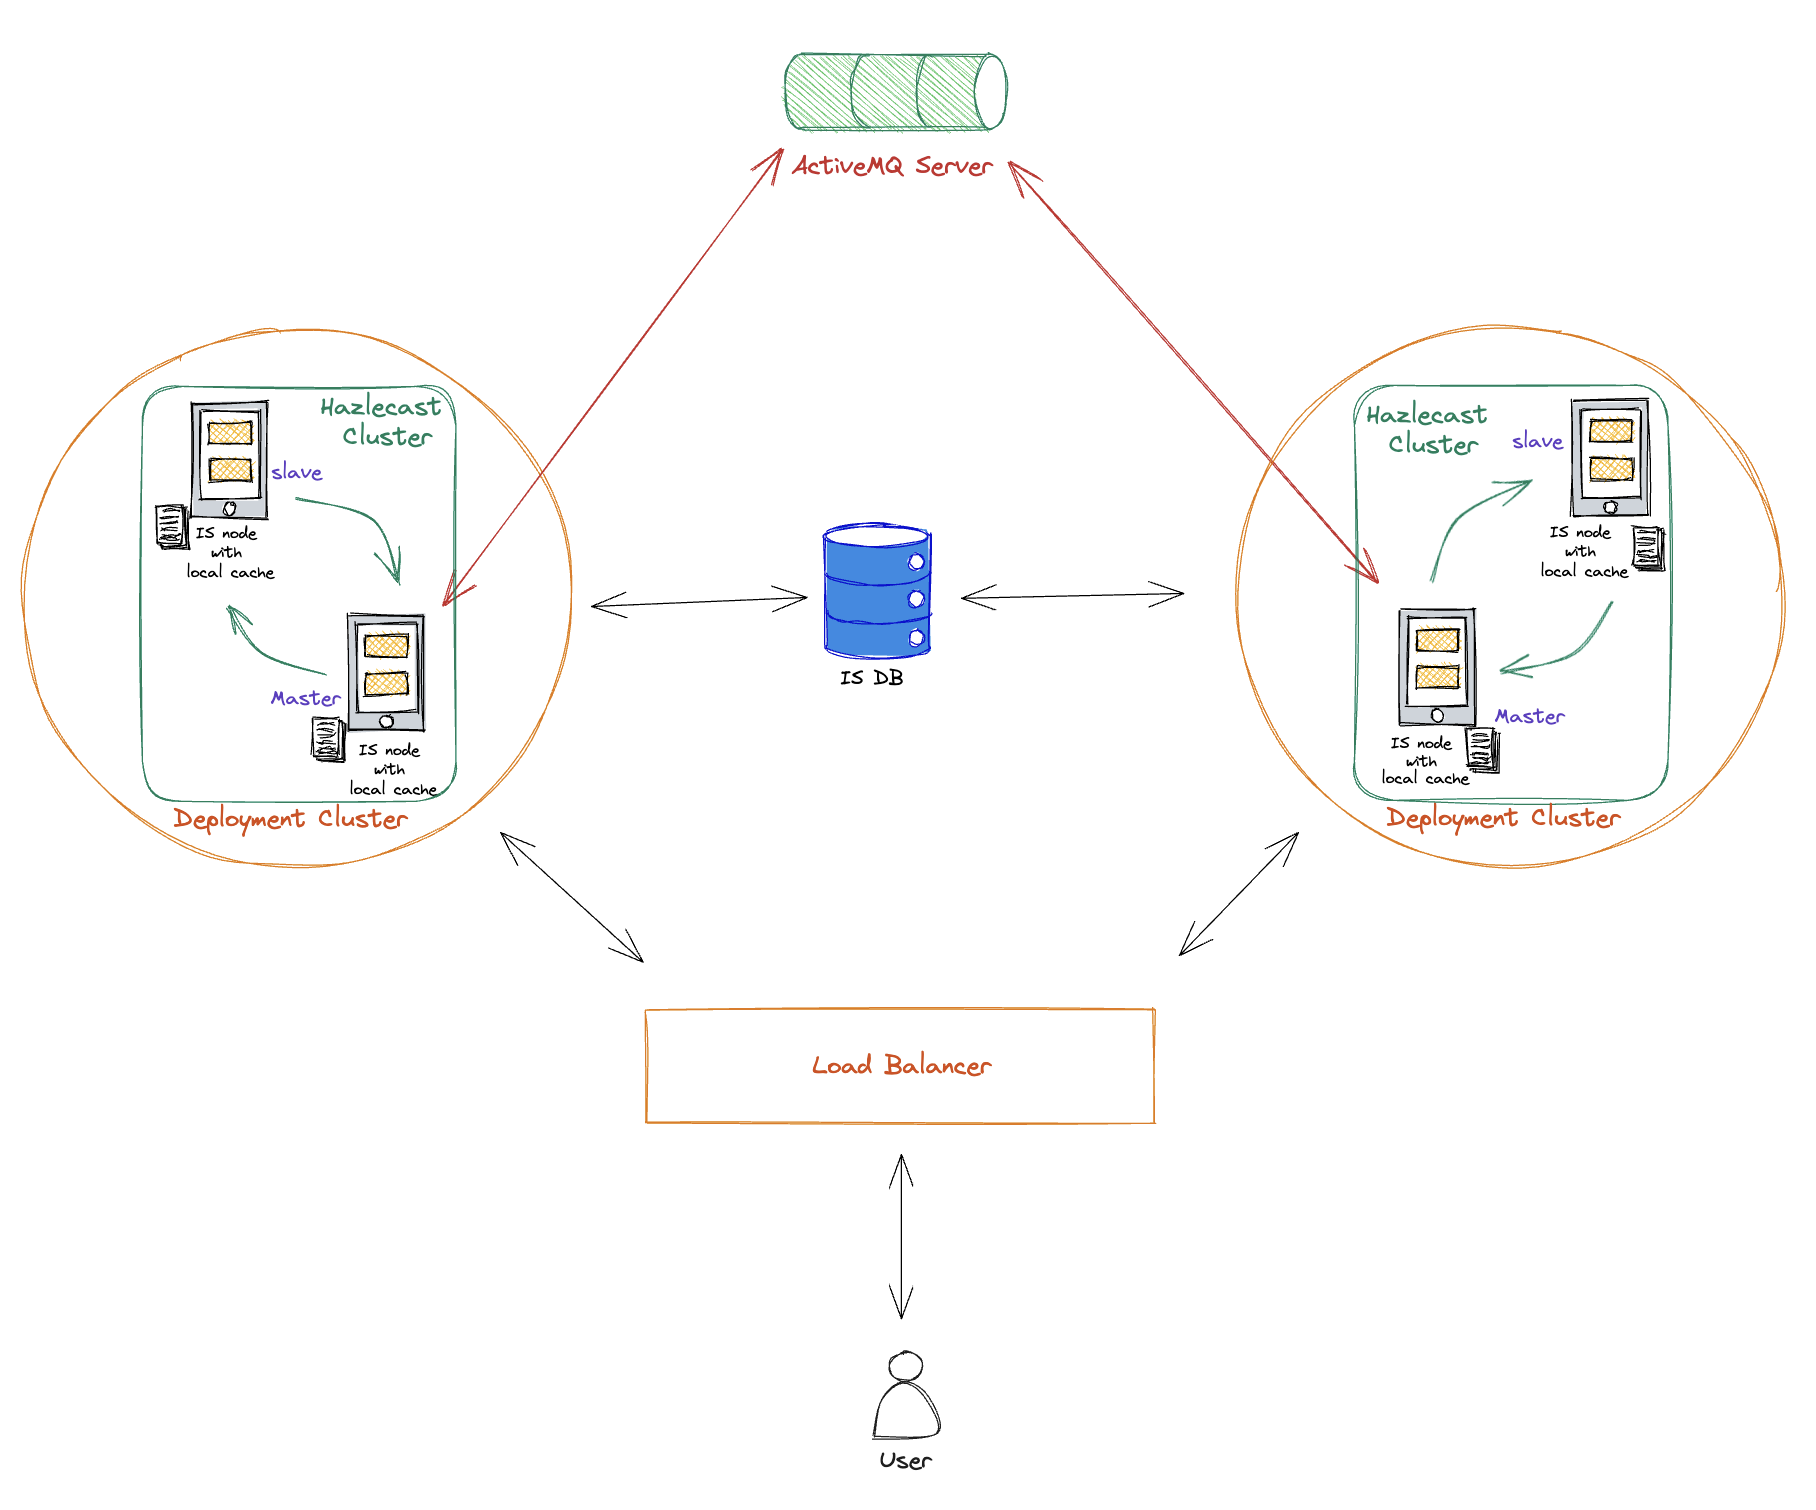 ActiveMQ Server
Hazlecast
Cluster
slave
IS node
with
local cache
Master
IS node
with
local cache
Deployment Cluster
IS DB
Hazlecast
Cluster
slave
IS node
with
local cache
Master
IS node
with
local cache
Deployment Cluster
Load Balancer
User